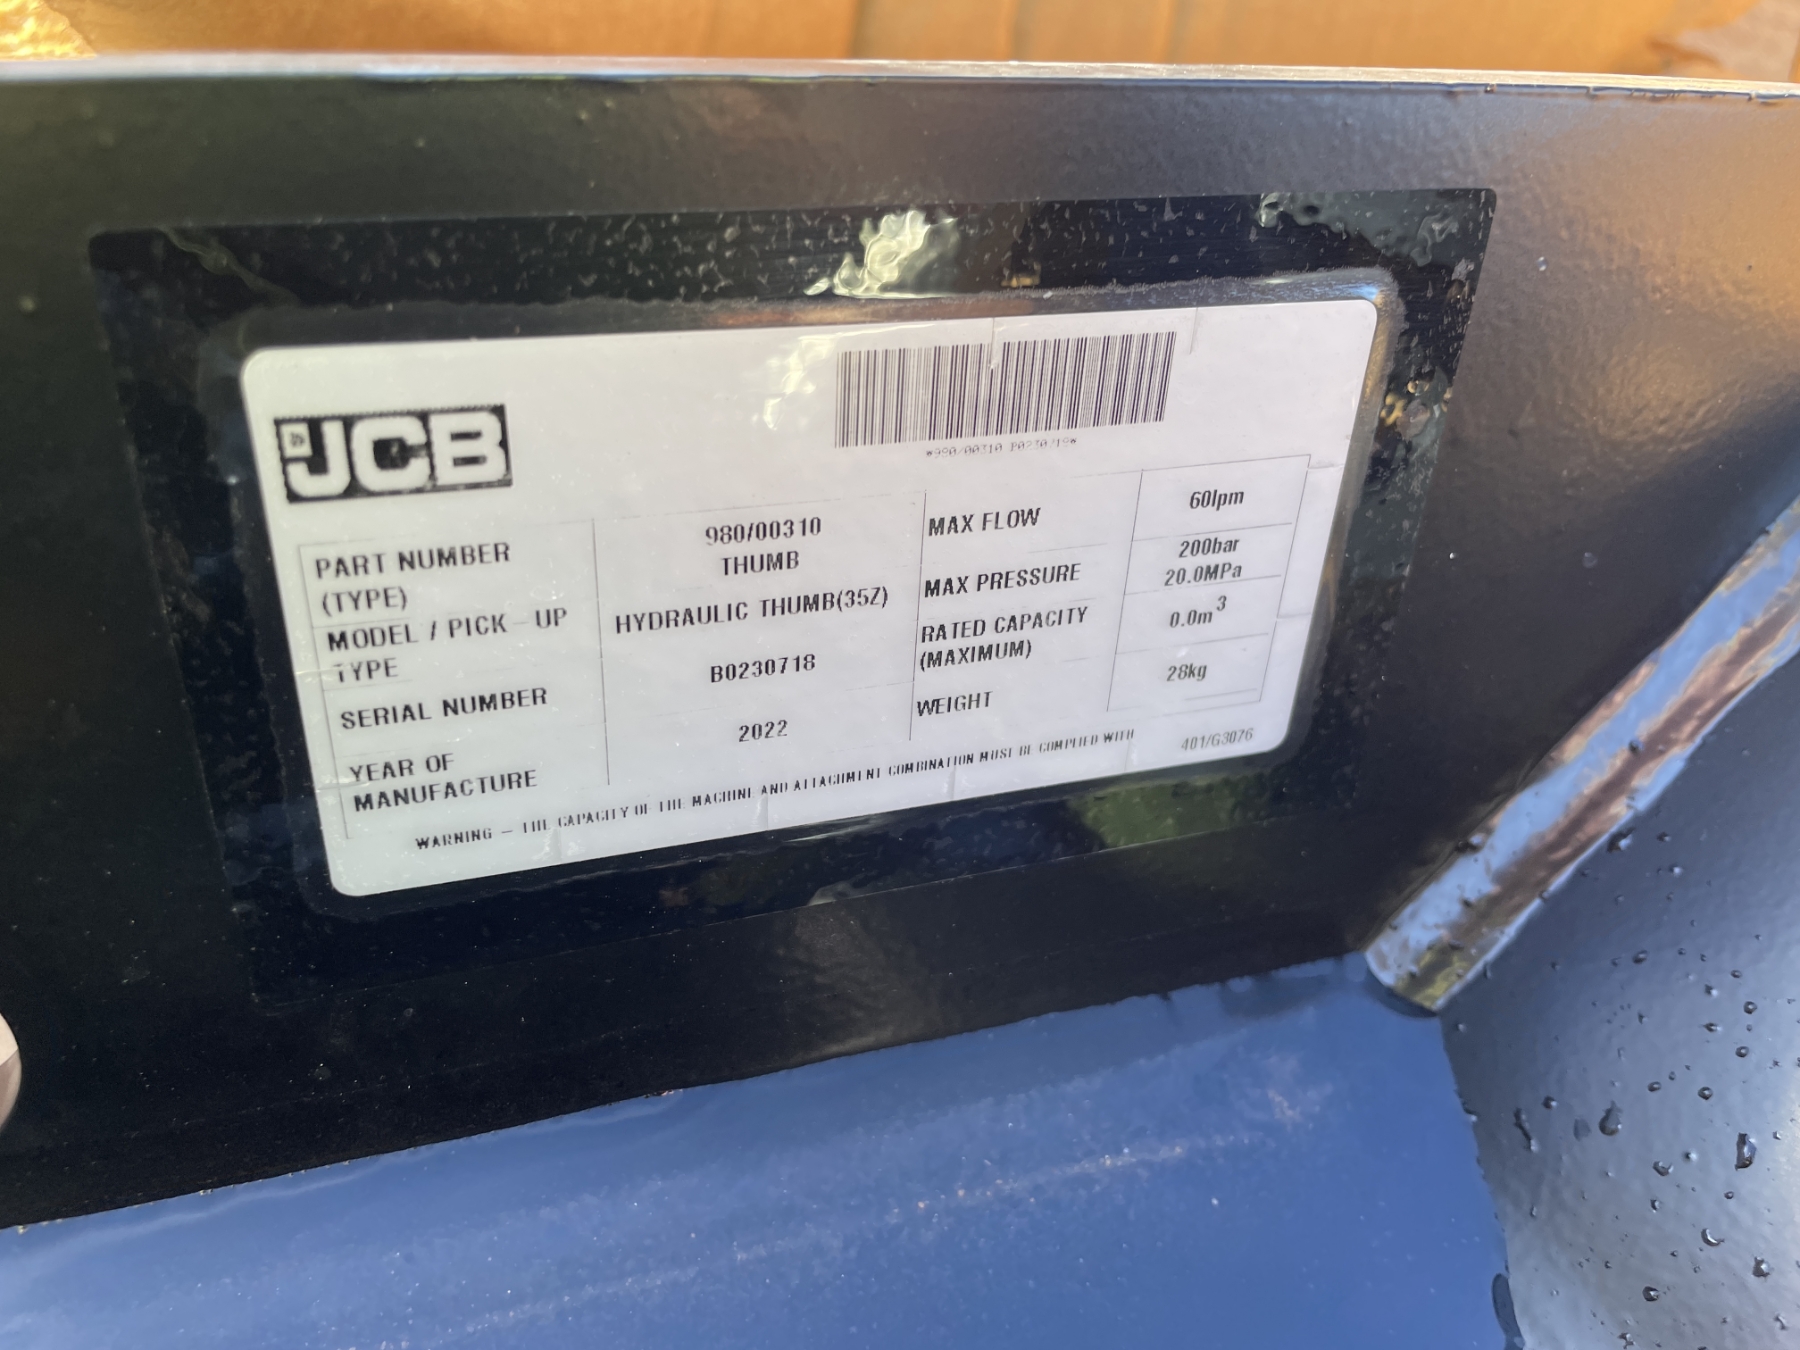 JCB
PART NUMBER
(TYPE)
980/00310
THUMB
MODEL / PICK-UP
TYPE
HYDRAULIC THUMB(35Z)
SERIAL NUMBER
B0230718
YEAR OF
MANUFACTURE
2022
MAX FLOW
60lpm
MAX PRESSURE
200bar
20.0MPa
RATED CAPACITY
(MAXIMUM)
0.0m³
WEIGHT
28kg
WARNING – THE CAPACITY OF THE MACHINE AND ATTACHMENT COMBINATION MUST BE COMPLIED WITH
401/G3076